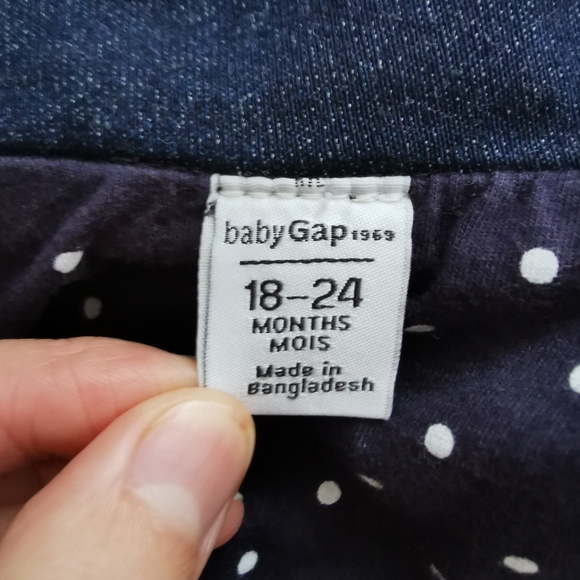 babyGap 1969
18-24
MONTHS
MOIS
Made in
Bangladesh